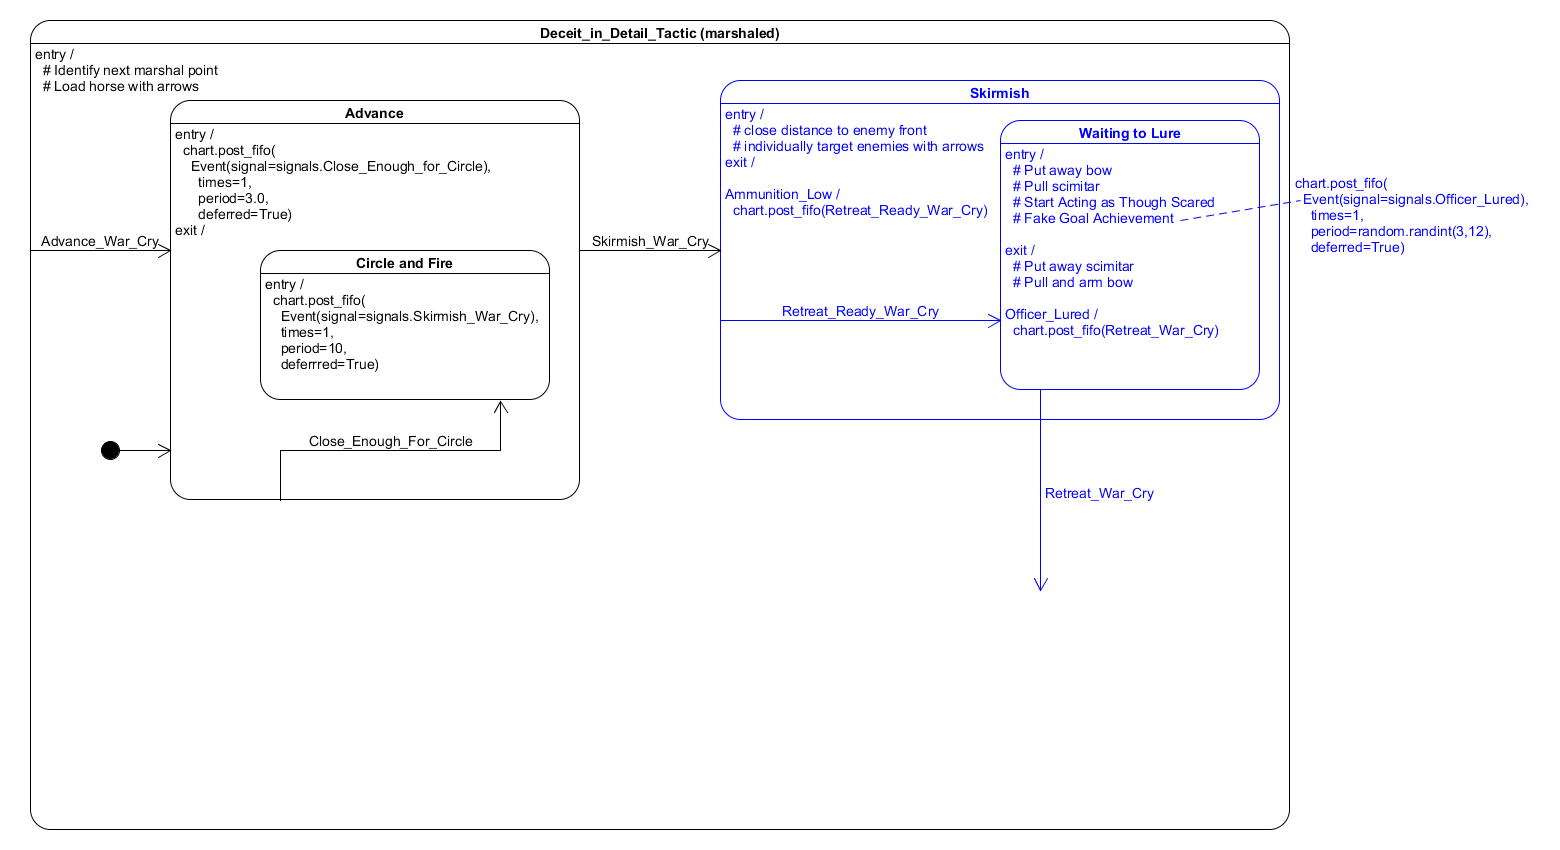 Deceit_in_Detail_Tactic (marshaled)
entry /
# Identify next marshal point
# Load horse with arrows
Advance
entry /
chart.post_fifo(
Event(signal=signals.Close_Enough_for_Circle),
times=1,
period=3.0,
deferred=True)
exit /
Advance_War_Cry
Circle and Fire
entry /
chart.post_fifo(
Event(signal=signals.Skirmish_War_Cry),
times=1,
period=10,
deferrred=True)
Close_Enough_For_Circle
Skirmish_War_Cry
Skirmish
entry /
# close distance to enemy front
# individually target enemies with arrows
exit /
Ammunition_Low /
chart.post_fifo(Retreat_Ready_War_Cry)
Retreat_Ready_War_Cry
Waiting to Lure
entry /
# Put away bow
# Pull scimitar
# Start Acting as Though Scared
# Fake Goal Achievement
exit /
# Put away scimitar
# Pull and arm bow
Officer_Lured /
chart.post_fifo(Retreat_War_Cry)
chart.post_fifo(
Event(signal=signals.Officer_Lured),
times=1,
period=random.randint(3,12),
deferred=True)
Retreat_War_Cry